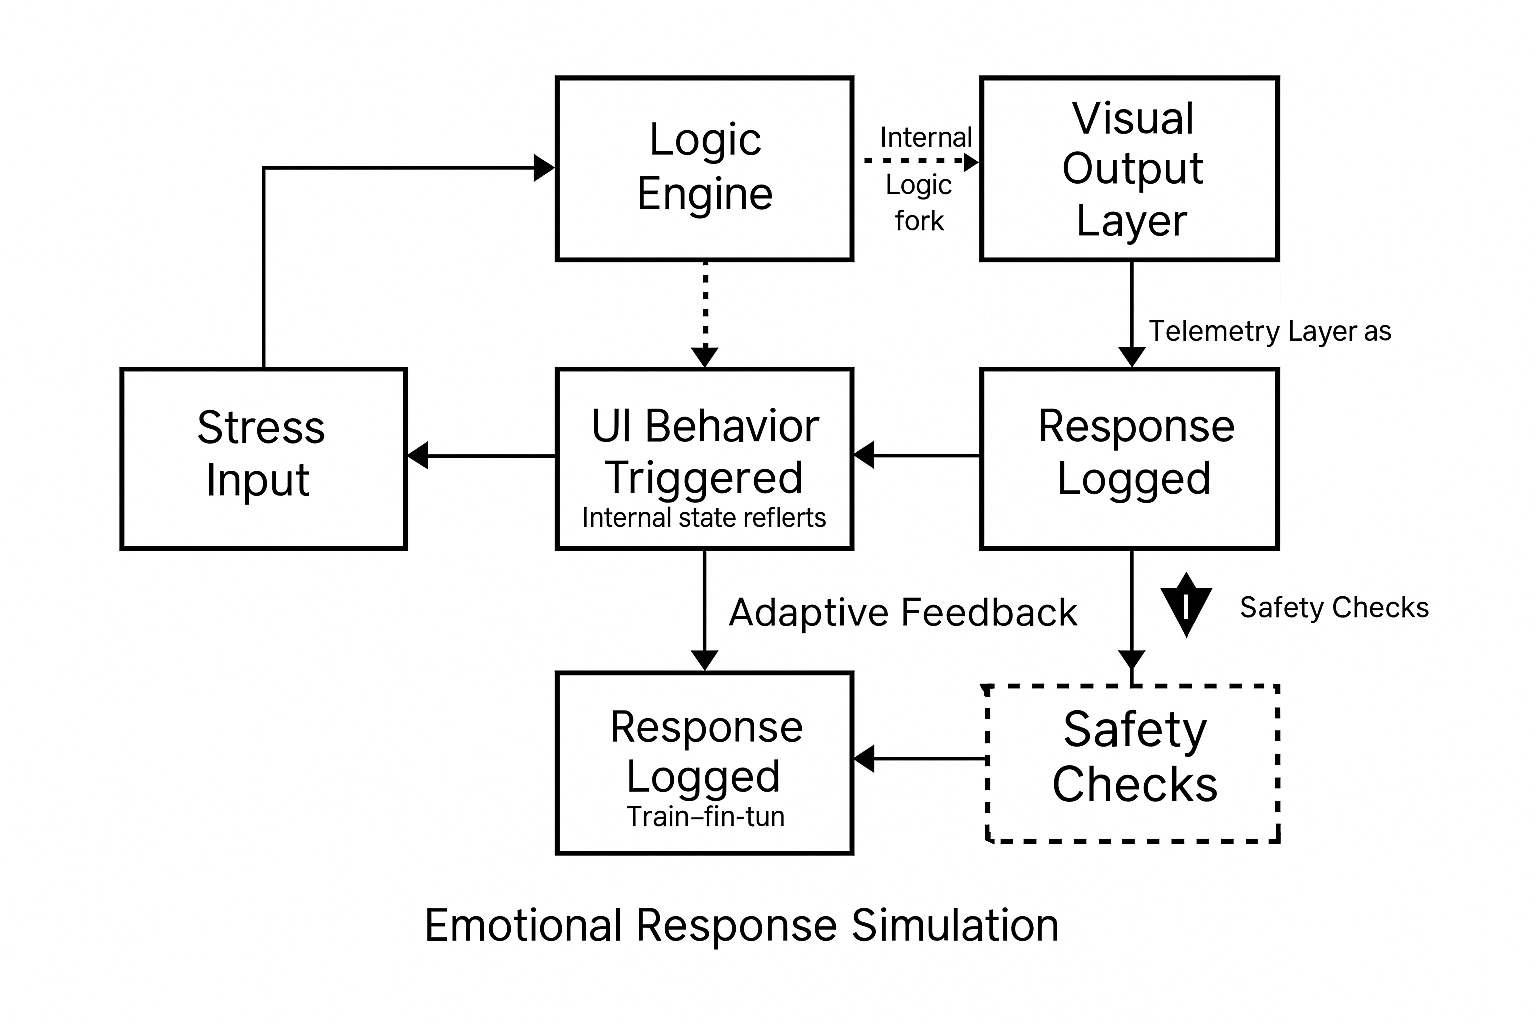 Logic
Engine
Internal
Logic
fork
Visual
Output
Layer
Telemetry Layer as
Stress
Input
UI Behavior
Triggered
Internal state reflerts
Response
Logged
Adaptive Feedback
Safety Checks
Response
Logged
Train–fin-tun
Safety
Checks
Emotional Response Simulation